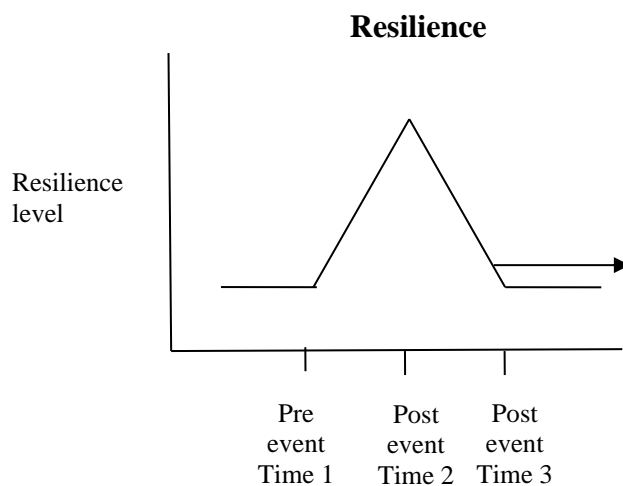 Resilience
Resilience
level
Pre
event
Time 1
Post
event
Time 2
Post
event
Time 3